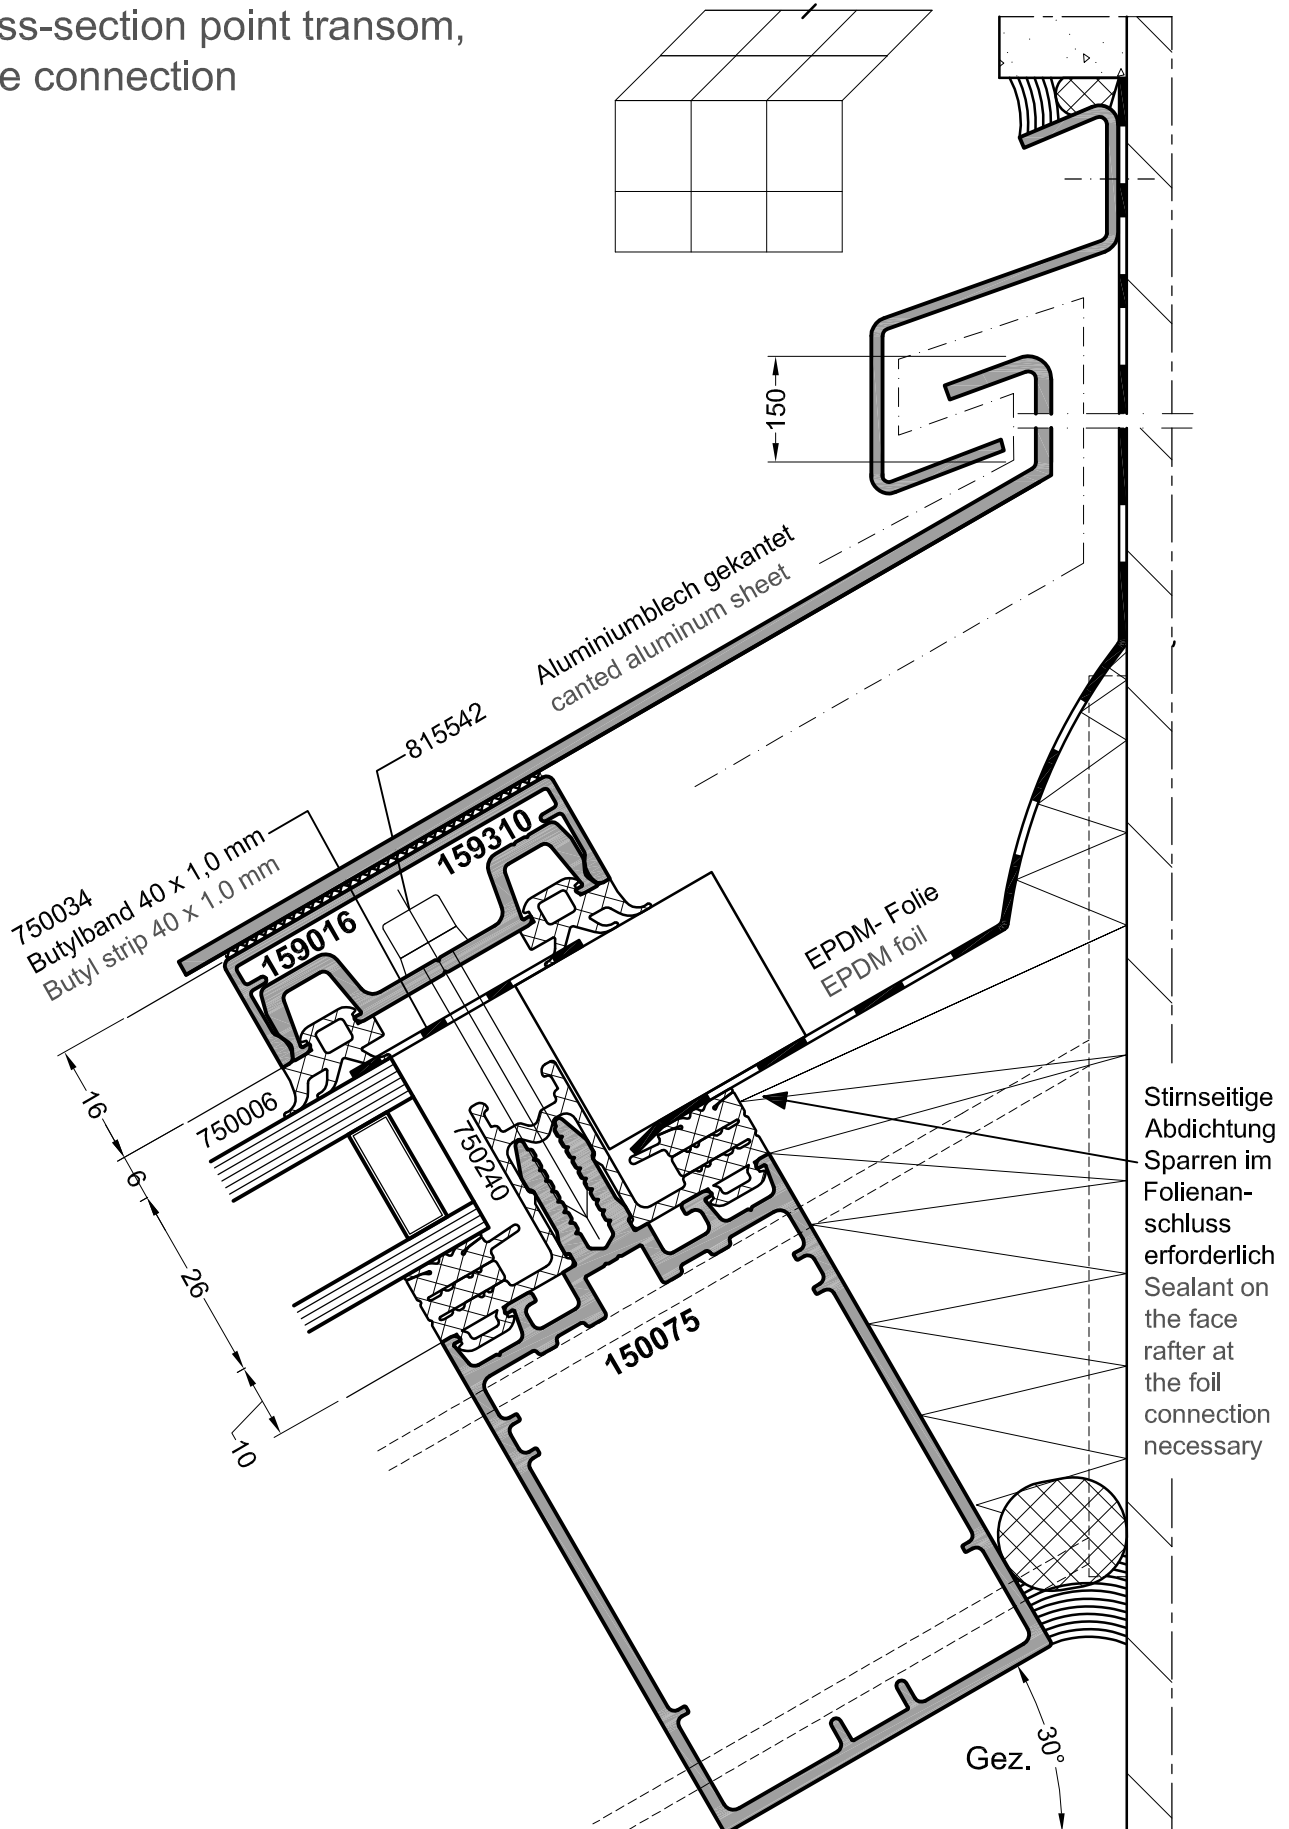 ss-section point transom,
e connection
150
Aluminiumblech gekantet
canted aluminum sheet
815542
750034
Butylband 40 x 1,0 mm
Butyl strip 40 x 1.0 mm
159310
159016
EPDM- Folie
EPDM foil
750006
750240
16
6
26
10
150075
Stirnseitige
Abdichtung
Sparren im
Folienan-
schluss
erforderlich
Sealant on
the face
rafter at
the foil
connection
necessary
Gez.
30°